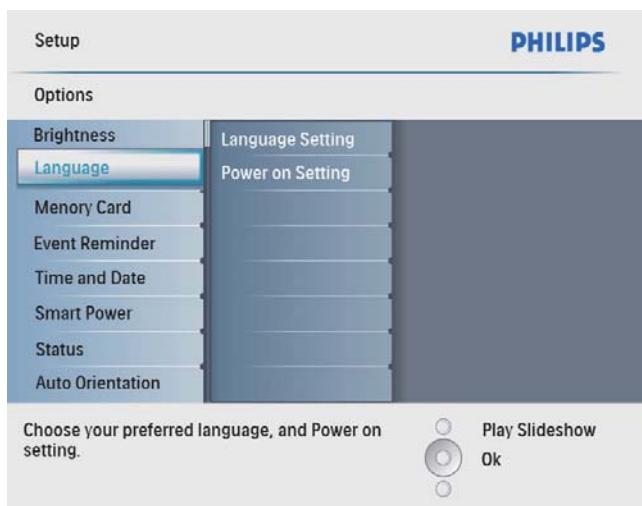 Setup
PHILIPS
Options
Brightness
Language
Menory Card
Event Reminder
Time and Date
Smart Power
Status
Auto Orientation
Language Setting
Power on Setting
Choose your preferred language, and Power on
setting.
Play Slideshow
Ok